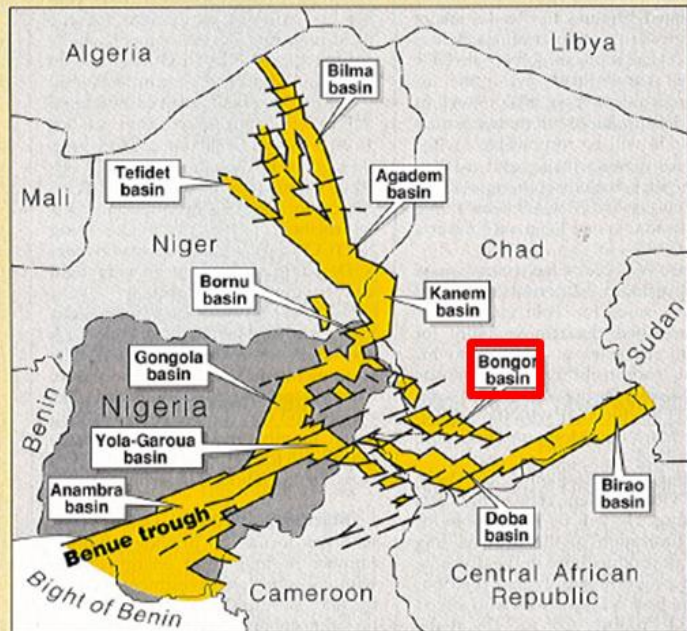 Algeria
Libya
Bilma
basin
Tefidet
basin
Mali
Agadem
basin
Niger
Chad
Bornu
basin
Kanem
basin
Sudan
Gongola
basin
Bongor
basin
Benin
Nigeria
Yola-Garoua
basin
Anambra
basin
Birao
basin
Benue trough
Doba
basin
Bight of Benin
Cameroon
Central African
Republic